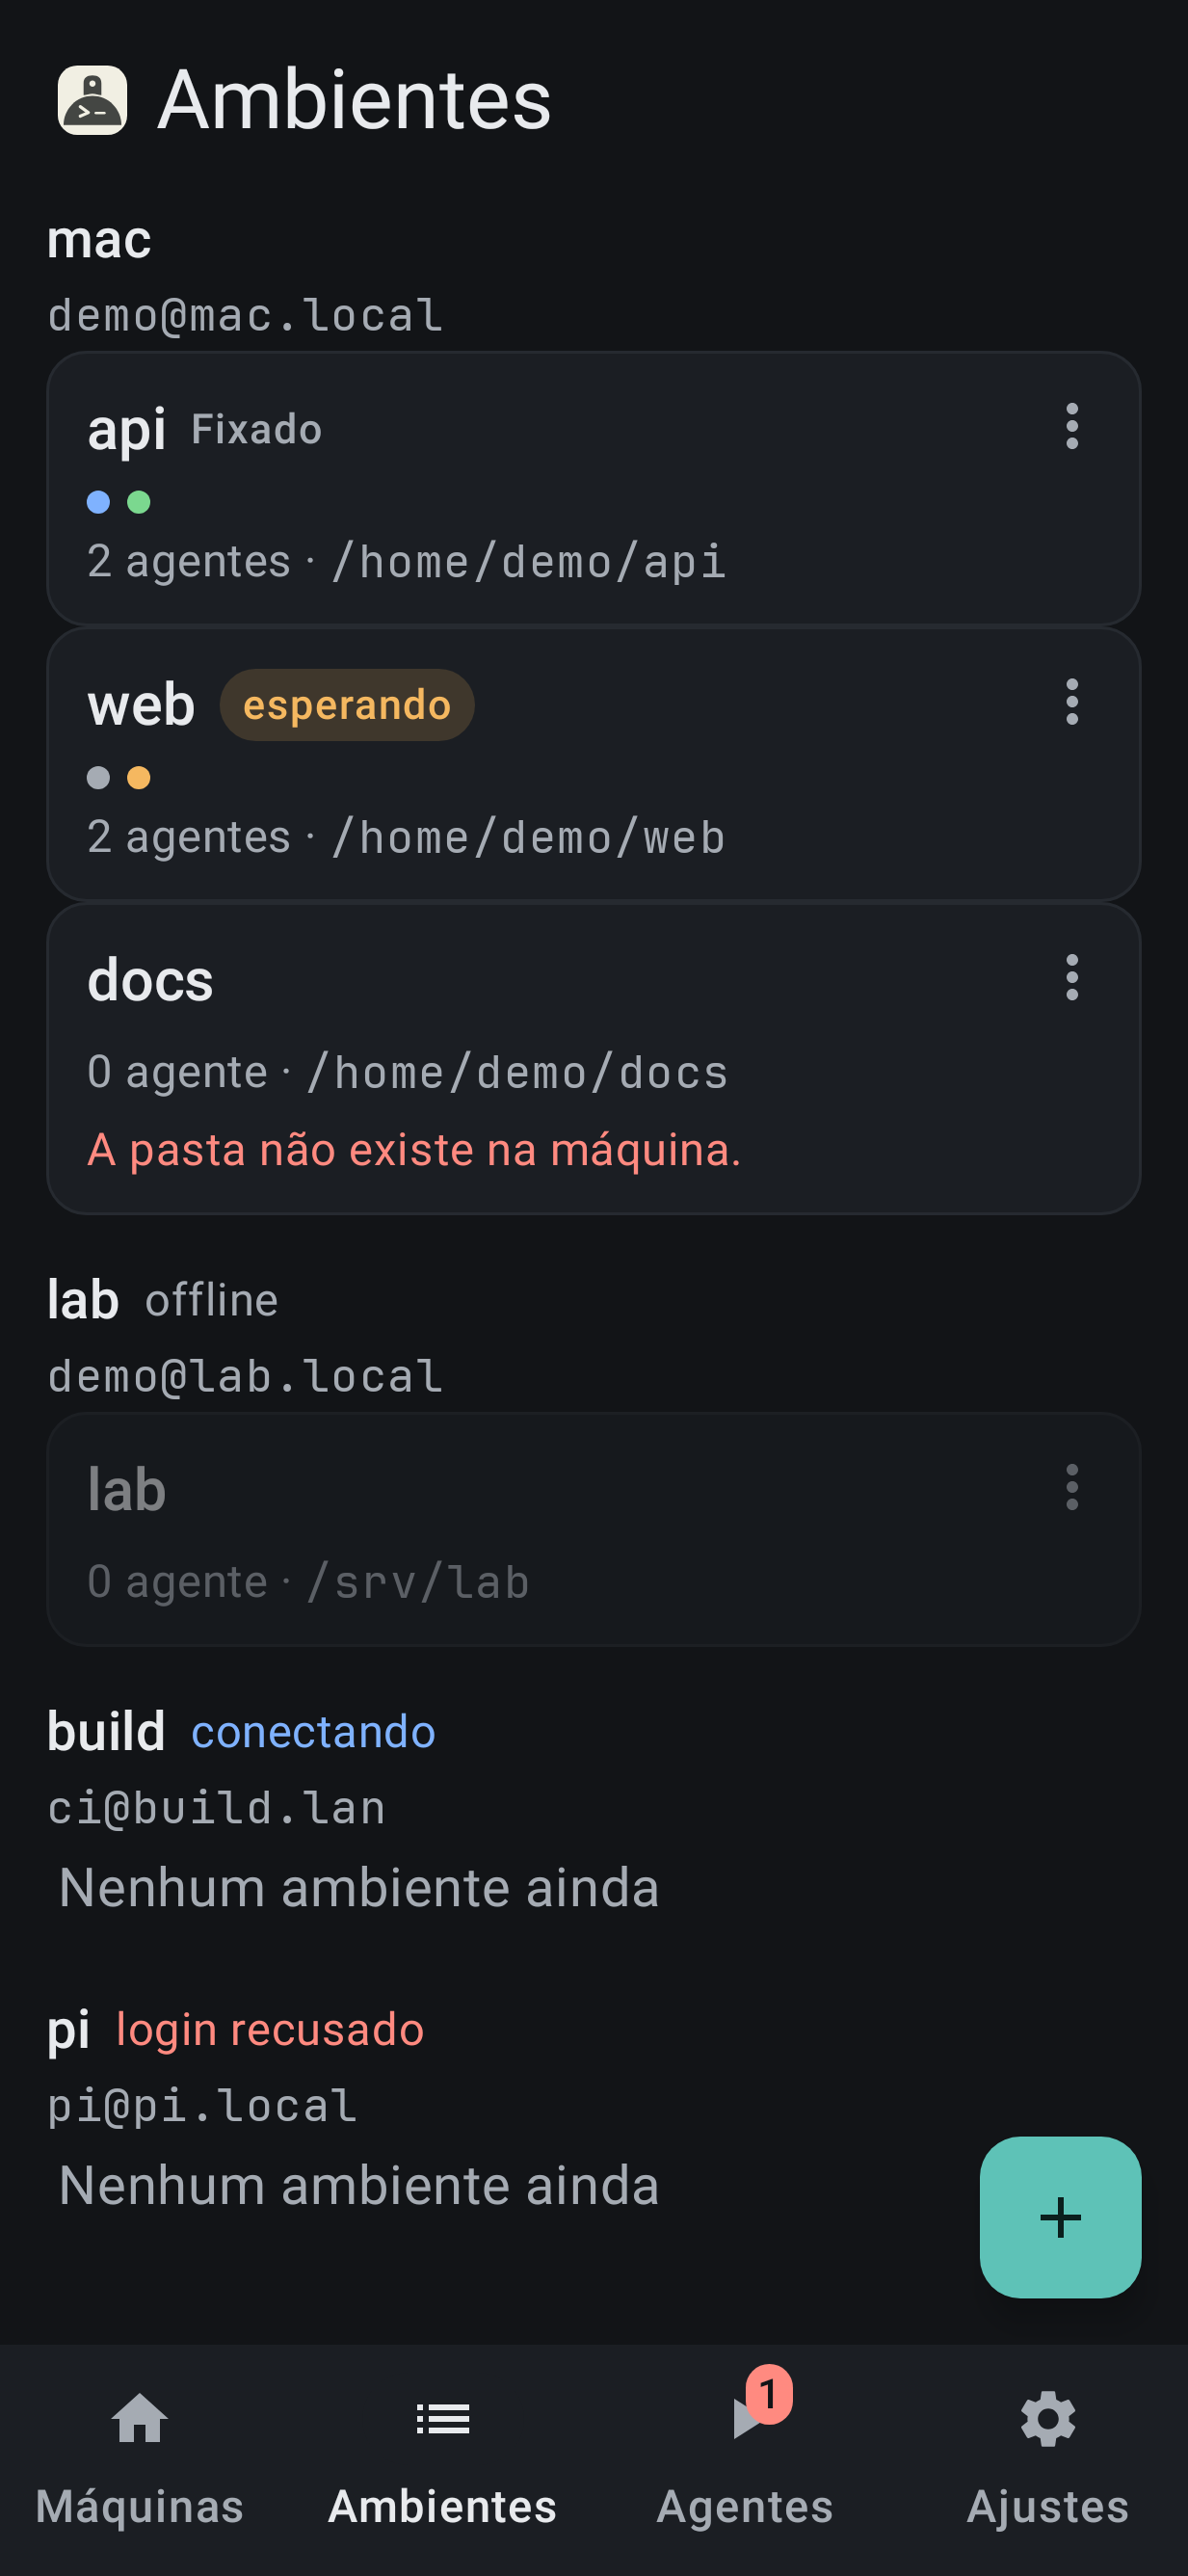 Ambientes
mac
demo@mac.local
api Fixado
2 agentes · /home/demo/api
web esperando
2 agentes · /home/demo/web
docs
0 agente · /home/demo/docs
A pasta não existe na máquina.
lab offline
demo@lab.local
lab
0 agente · /srv/lab
build conectando
ci@build.lan
Nenhum ambiente ainda
pi login recusado
pi@pi.local
Nenhum ambiente ainda
1
Máquinas Ambientes Agentes Ajustes